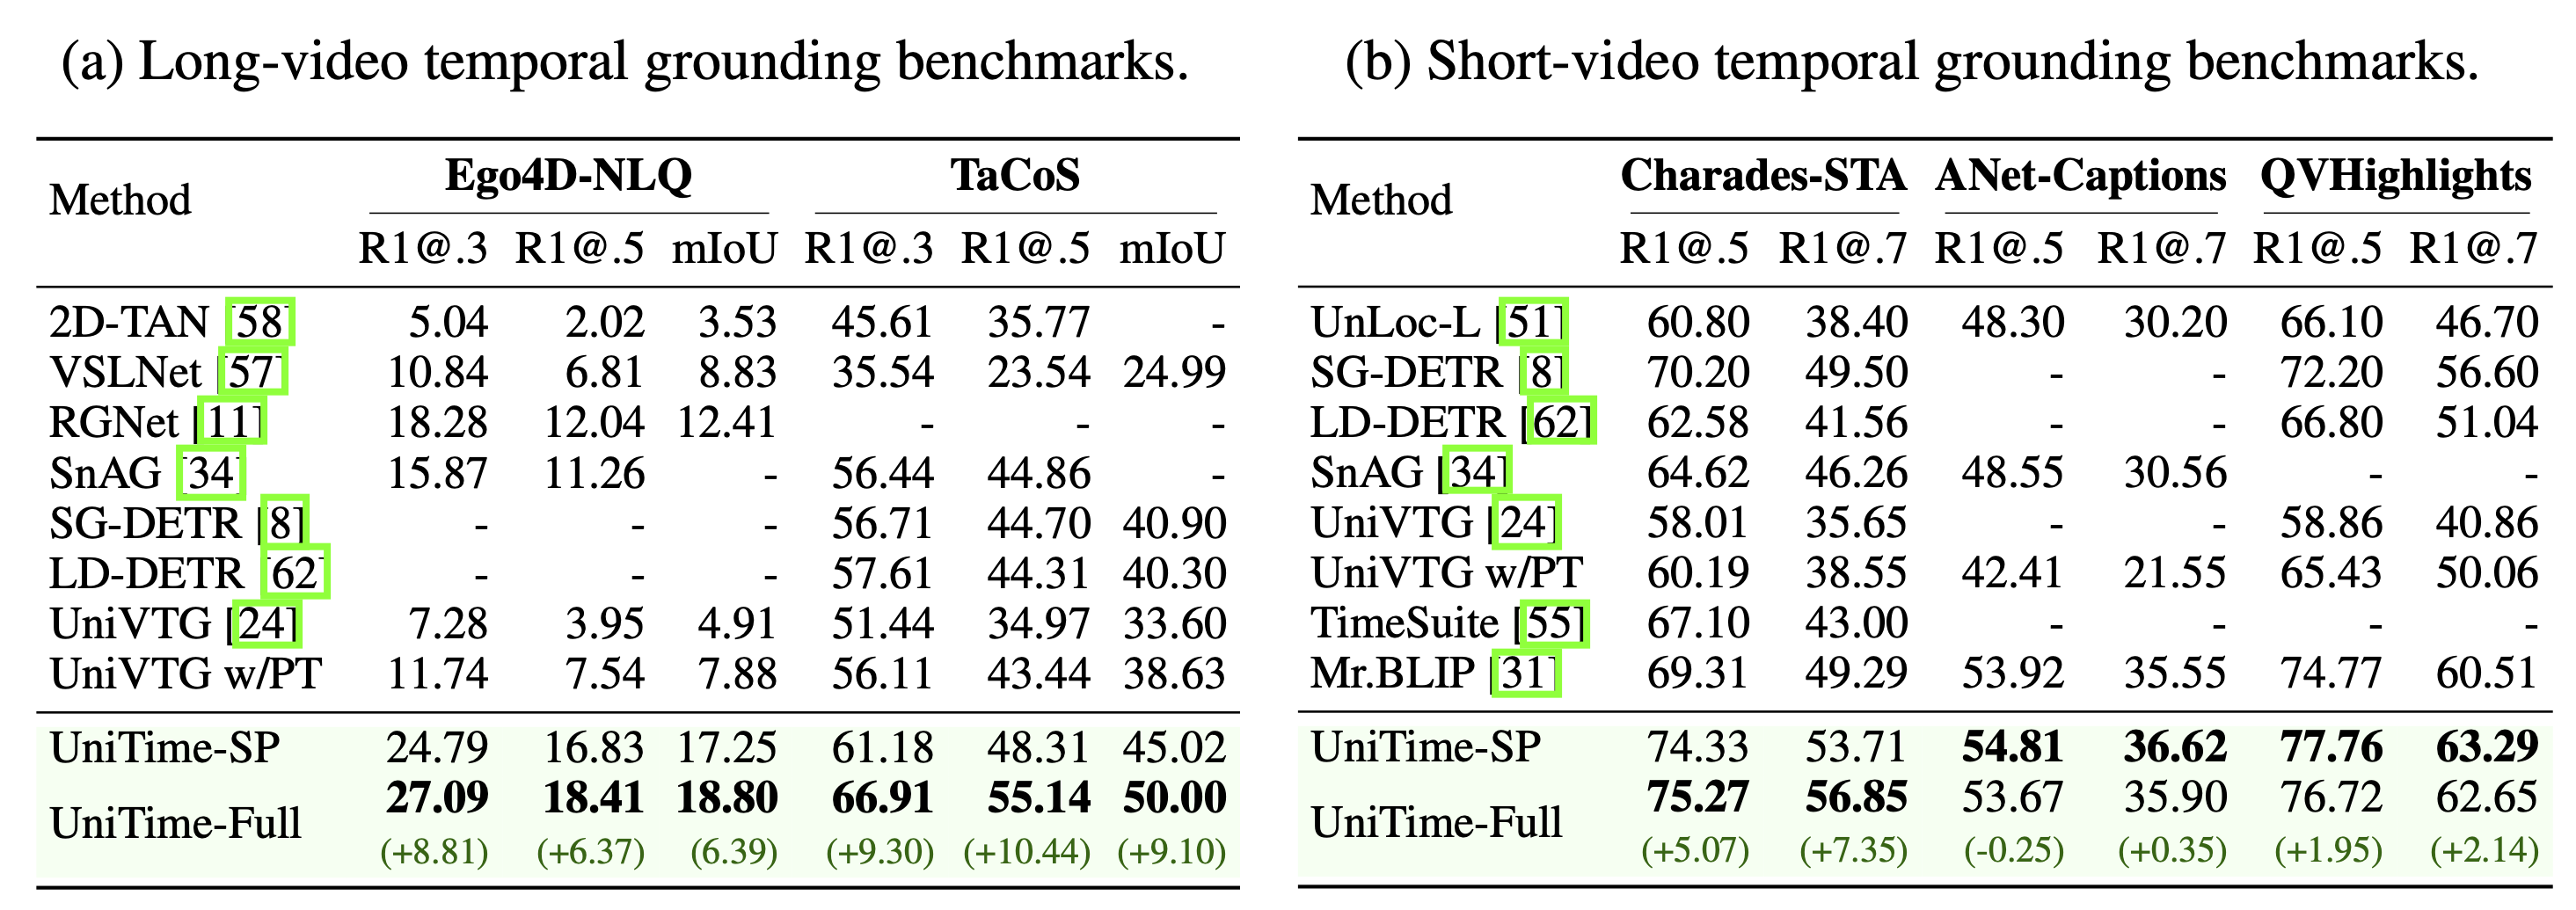 (a) Long-video temporal grounding benchmarks.
Method Ego4D-NLQ TaCoS
R1@.3 R1@.5 mIoU R1@.3 R1@.5 mIoU
2D-TAN [58] 5.04 2.02 3.53 45.61 35.77 -
VSLNet [57] 10.84 6.81 8.83 35.54 23.54 24.99
RGNet [11] 18.28 12.04 12.41 - - -
SnAG [34] 15.87 11.26 - 56.44 44.86 -
SG-DETR [8] - - - 56.71 44.70 40.90
LD-DETR [62] - - - 57.61 44.31 40.30
UniVTG [24] 7.28 3.95 4.91 51.44 34.97 33.60
UniVTG w/PT 11.74 7.54 7.88 56.11 43.44 38.63
UniTime-SP 24.79 16.83 17.25 61.18 48.31 45.02
UniTime-Full 27.09 18.41 18.80 66.91 55.14 50.00
(+8.81) (+6.37) (6.39) (+9.30) (+10.44) (+9.10)
(b) Short-video temporal grounding benchmarks.
Method Charades-STA ANet-Captions QVHighlights
R1@.5 R1@.7 R1@.5 R1@.7 R1@.5 R1@.7
UnLoc-L [51] 60.80 38.40 48.30 30.20 66.10 46.70
SG-DETR [8] 70.20 49.50 - - 72.20 56.60
LD-DETR [62] 62.58 41.56 - - 66.80 51.04
SnAG [34] 64.62 46.26 48.55 30.56 - -
UniVTG [24] 58.01 35.65 - - 58.86 40.86
UniVTG w/PT 60.19 38.55 42.41 21.55 65.43 50.06
TimeSuite [55] 67.10 43.00 - - - -
Mr.BLIP [31] 69.31 49.29 53.92 35.55 74.77 60.51
UniTime-SP 74.33 53.71 54.81 36.62 77.76 63.29
UniTime-Full 75.27 56.85 53.67 35.90 76.72 62.65
(+5.07) (+7.35) (-0.25) (+0.35) (+1.95) (+2.14)